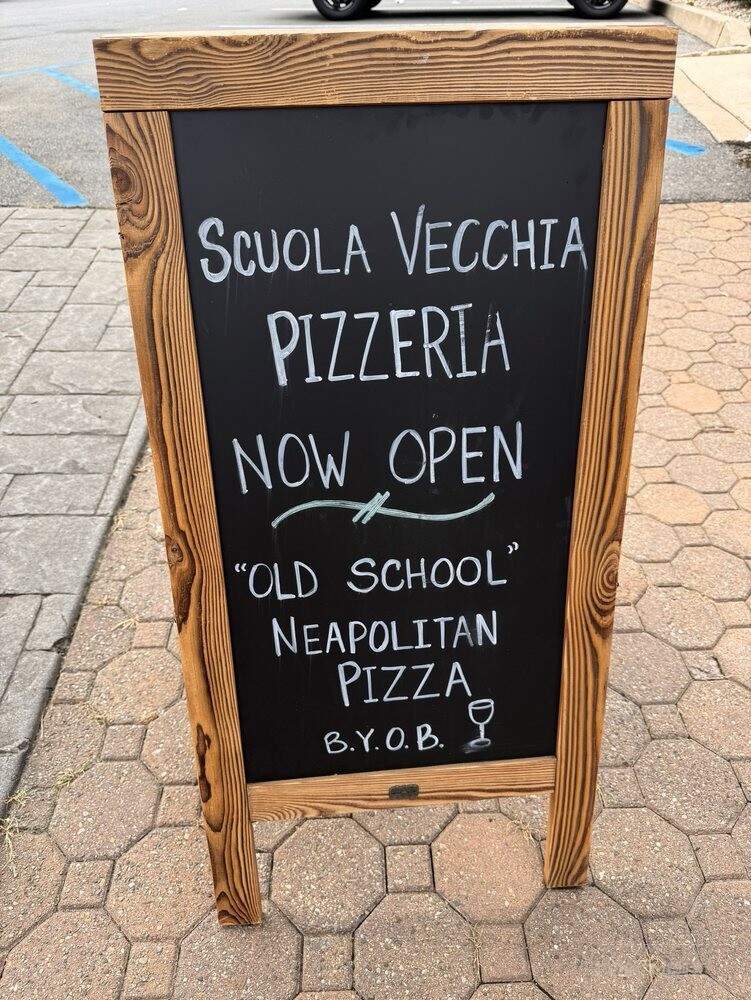 SCUOLA VECCHIA
PIZZERIA
NOW OPEN
"OLD SCHOOL"
NEAPOLITAN
PIZZA
B.Y.O.B.